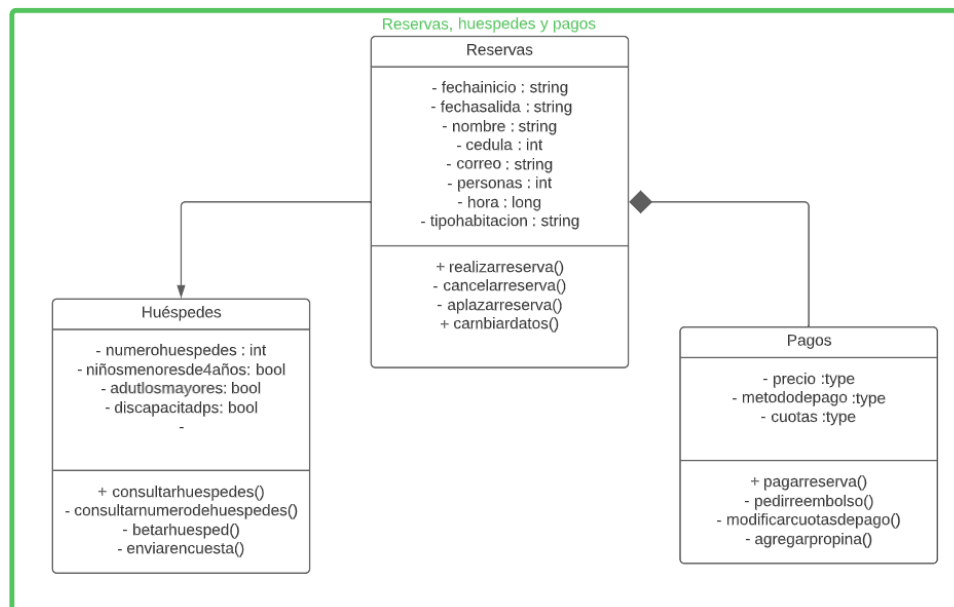 Reservas, huespedes y pagos
Reservas
- fechainicio : string
- fechasalida : string
- nombre : string
- cedula : int
- correo : string
- personas : int
- hora : long
- tipohabitacion : string
+ realizarreserva()
- cancelarreserva()
- aplazarreserva()
+ cambiardatos()
Huéspedes
- numerohuespedes : int
- niñosmenoresde4años: bool
- adutlosmayores: bool
- discapacitadps: bool
-
+ consultarhuespedes()
- consultarnumerodehuespedes()
- betarhuesped()
- enviarencuesta()
Pagos
- precio :type
- metododepago :type
- cuotas :type
+ pagarreserva()
- pedirreembolso()
- modificarcuotasdepago()
- agregarpropina()